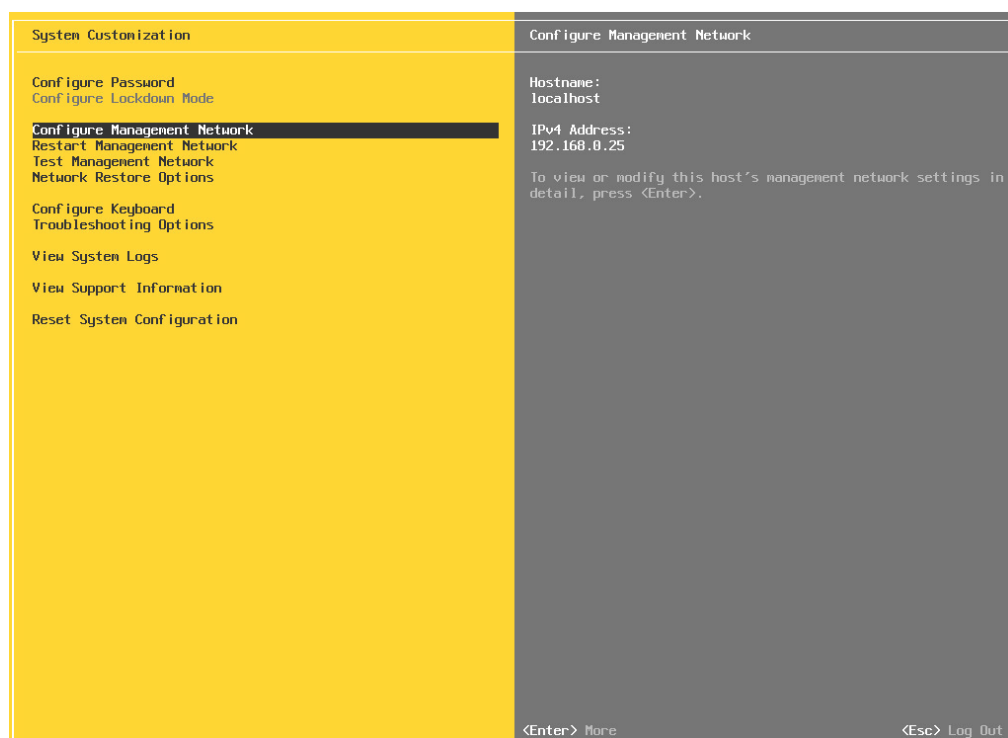 System Customization
Configure Password
Configure Lockdown Mode
Configure Management Network
Restart Management Network
Test Management Network
Network Restore Options
Configure Keyboard
Troubleshooting Options
View System Logs
View Support Information
Reset System Configuration
Configure Management Network
Hostname:
localhost
IPv4 Address:
192.168.0.25
To view or modify this host's management network settings in
detail, press <Enter>.
<Enter> More
<Esc> Log Out